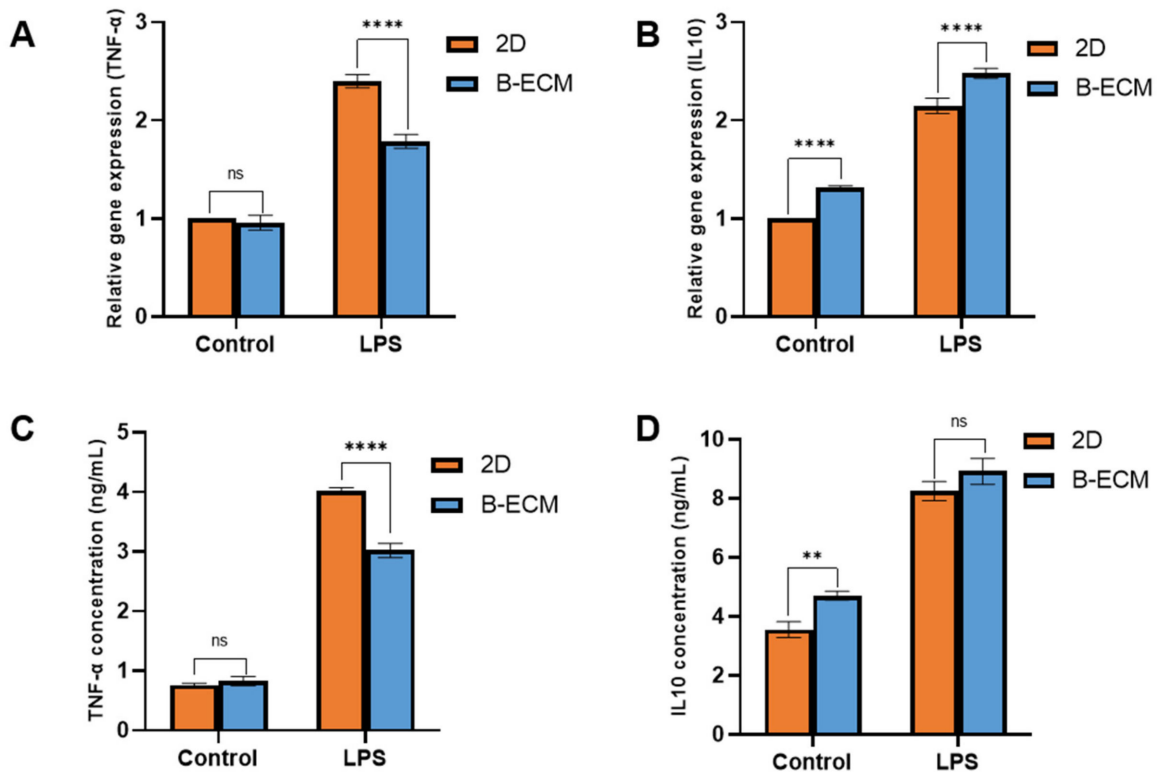 A
Relative gene expression (TNF-α)
3
2
1
0
ns
****
Control
LPS
2D
B-ECM
B
Relative gene expression (IL10)
3
2
1
0
****
****
Control
LPS
2D
B-ECM
C
TNF-α concentration (ng/mL)
5
4
3
2
1
0
ns
****
Control
LPS
2D
B-ECM
D
IL10 concentration (ng/mL)
10
8
6
4
2
0
**
ns
Control
LPS
2D
B-ECM